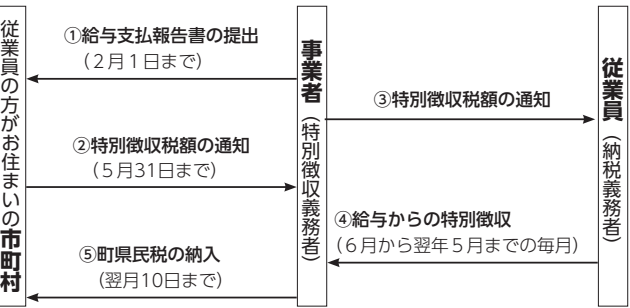 従業員の方がお住まいの市町村
①給与支払報告書の提出
（２月１日まで）
②特別徴収税額の通知
（５月31日まで）
⑤町県民税の納入
（翌月10日まで）
事業者（特別徴収義務者）
③特別徴収税額の通知
④給与からの特別徴収
（６月から翌年５月までの毎月）
従業員（納税義務者）